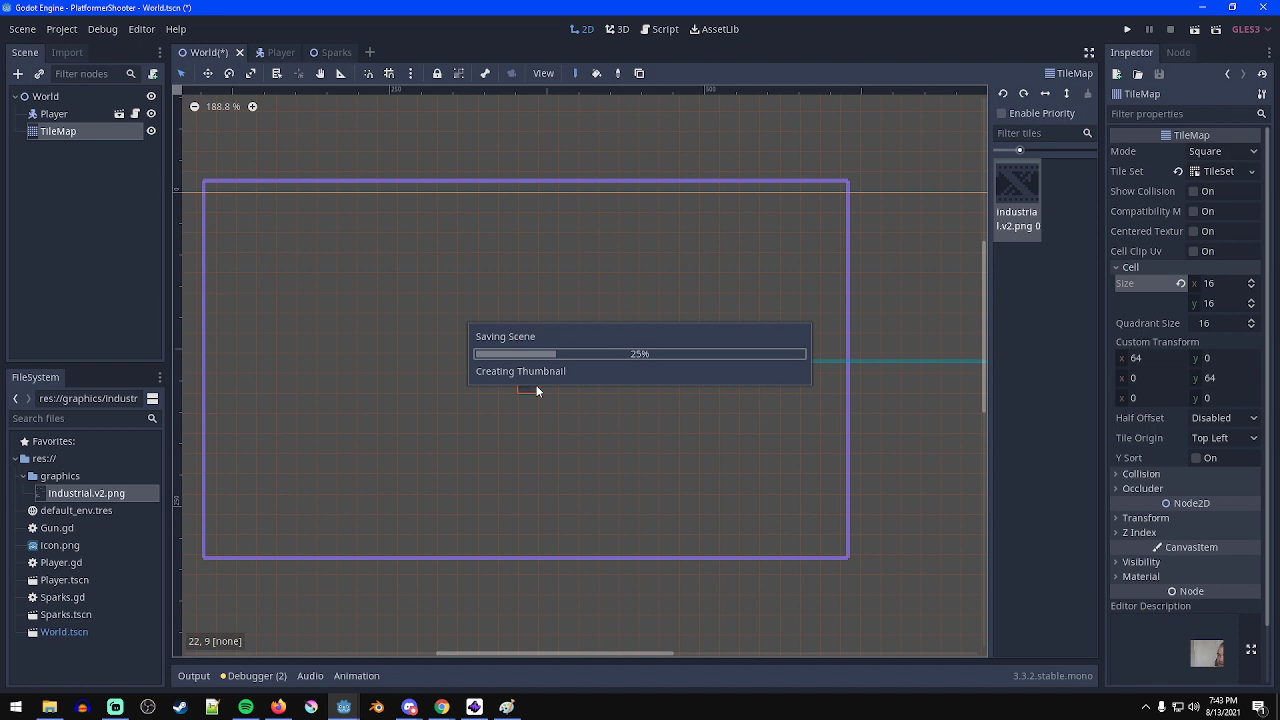 Godot Engine - PlatformerShooter - World.tscn (*)
Scene Project Debug Editor Help
2D 3D Script AssetLib
GLES3
Scene Import
World(*) Player Sparks
Inspector Node
Filter nodes
View
TileMap
TileMap
World
Player
TileMap
188.8 %
250
500
0
250
Enable Priority
Filter properties
Filter tiles
Industria
l.v2.png 0
TileMap
Mode Square
Tile Set TileSet
Show Collision On
Compatibility M On
Centered Textur On
Cell Clip Uv On
Cell
Size x 16
y 16
Quadrant Size 16
Custom Transform
x 64 y 0
x 0 y 64
x 0 y 0
Half Offset Disabled
Tile Origin Top Left
Y Sort On
Collision
Occluder
Node2D
Transform
Z Index
CanvasItem
Visibility
Material
Node
Editor Description
Saving Scene
25%
Creating Thumbnail
FileSystem
res://graphics/industr
Search files
Favorites:
res://
graphics
industrial.v2.png
default_env.tres
Gun.gd
icon.png
Player.gd
Player.tscn
Sparks.gd
Sparks.tscn
World.tscn
22, 9 [none]
Output Debugger (2) Audio Animation
3.3.2.stable.mono
7:43 PM
8/13/2021